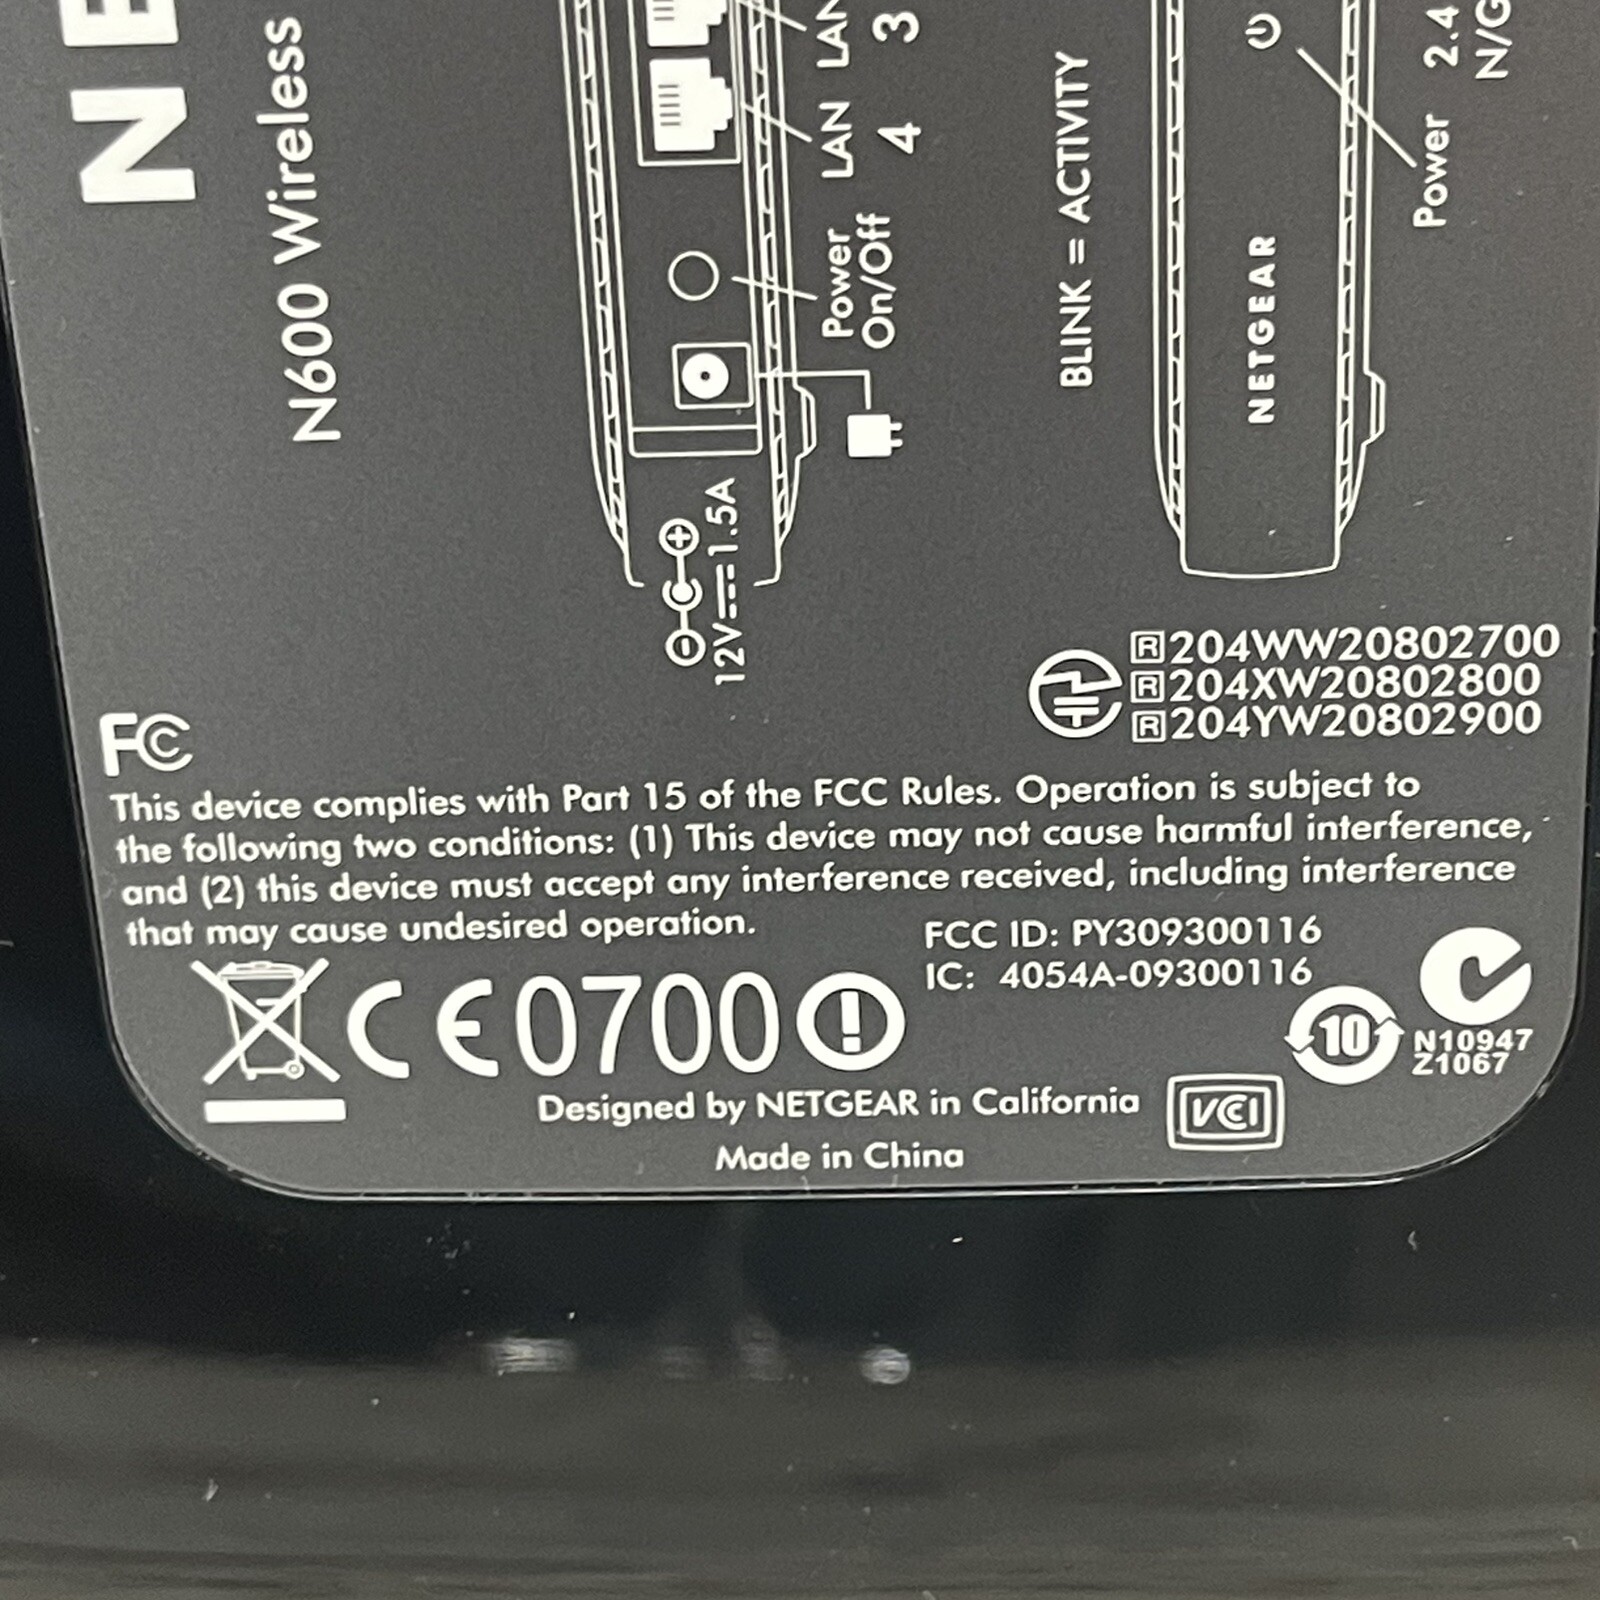 N600 Wireless
LAN
3
LAN
4
Power
On/Off
12V 1.5A
BLINK = ACTIVITY
NETGEAR
Power
2.4
N/G
R 204WW20802700
R 204XW20802800
R 204YW20802900
FC
This device complies with Part 15 of the FCC Rules. Operation is subject to
the following two conditions: (1) This device may not cause harmful interference,
and (2) this device must accept any interference received, including interference
that may cause undesired operation.
FCC ID: PY309300116
IC: 4054A-09300116
CE0700
10
N10947
Z1067
Designed by NETGEAR in California
VCI
Made in China